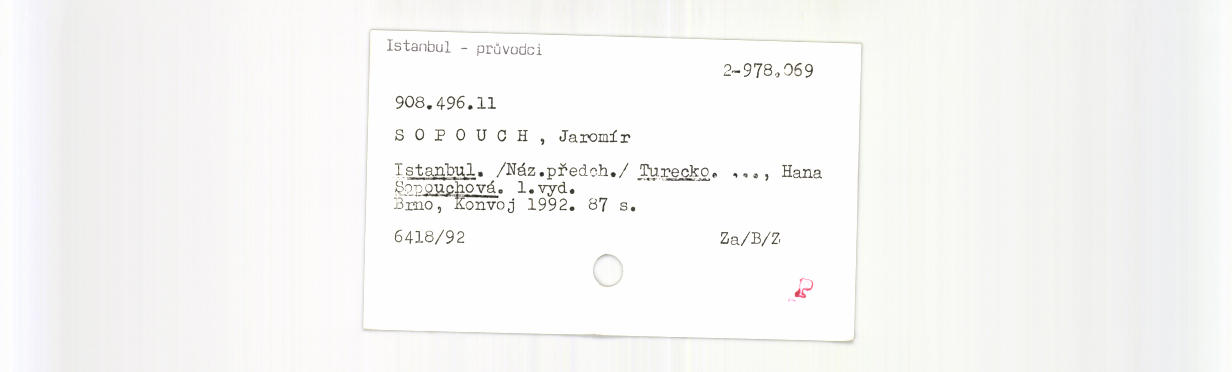 Istanbul - průvodci
2-978.069
908.496.11
S O P O U C H , Jaromír
Istanbul. /Náz.předch./ Turecko. ..., Hana
Sopouchová. 1.vyd.
Brno, Konvoj 1992. 87 s.
6418/92 Za/B/Z
P